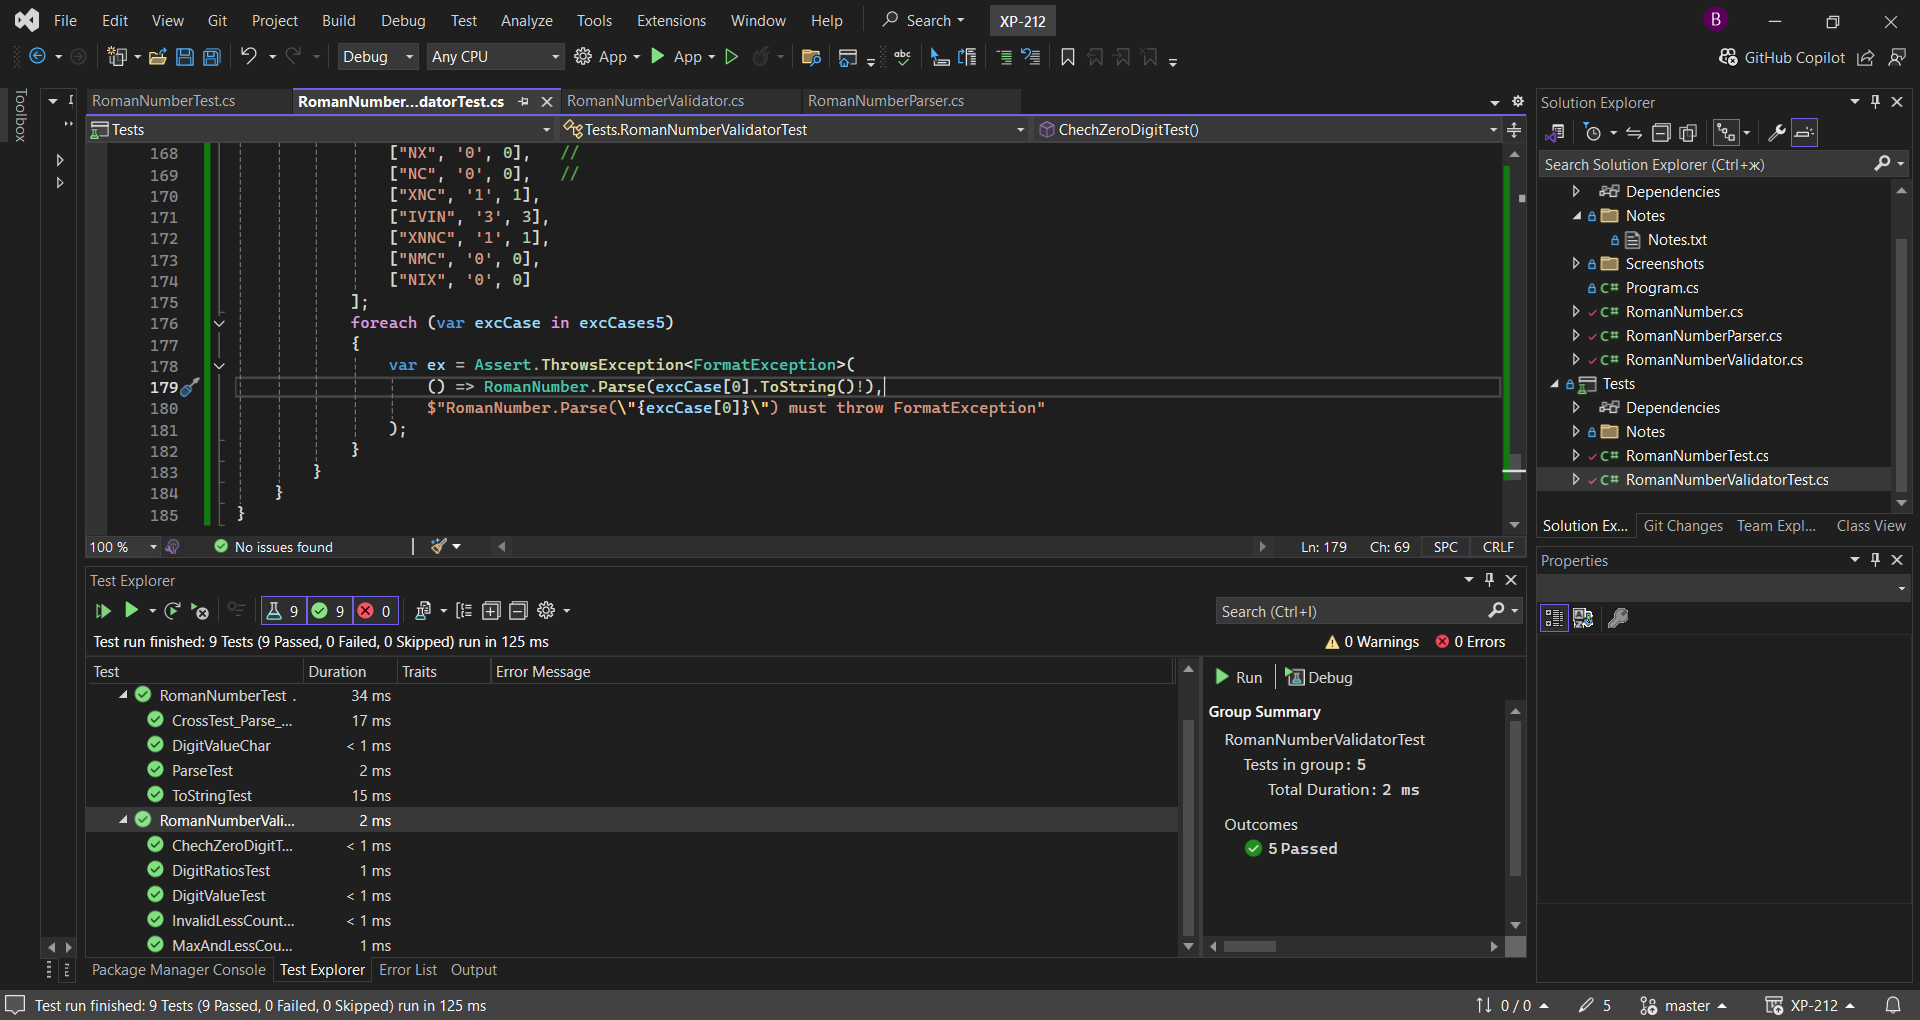 File Edit View Git Project Build Debug Test Analyze Tools Extensions Window Help Search XP-212 B
Debug Any CPU App App GitHub Copilot
Toolbox
RomanNumberTest.cs RomanNumber...datorTest.cs RomanNumberValidator.cs RomanNumberParser.cs
Tests Tests.RomanNumberValidatorTest ChechZeroDigitTest()
168 ["NX", '0', 0], //
169 ["NC", '0', 0], //
170 ["XNC", '1', 1],
171 ["IVIN", '3', 3],
172 ["XNNC", '1', 1],
173 ["NMC", '0', 0],
174 ["NIX", '0', 0]
175 ];
176 foreach (var excCase in excCases5)
177 {
178 var ex = Assert.ThrowsException<FormatException>(
179 () => RomanNumber.Parse(excCase[0].ToString()!),
180 $"RomanNumber.Parse(\"{excCase[0]}\") must throw FormatException"
181 );
182 }
183 }
184 }
185 }
100 % No issues found Ln: 179 Ch: 69 SPC CRLF
Test Explorer
9 9 0 Search (Ctrl+I)
Test run finished: 9 Tests (9 Passed, 0 Failed, 0 Skipped) run in 125 ms 0 Warnings 0 Errors
Test Duration Traits Error Message
RomanNumberTest . 34 ms
CrossTest_Parse_... 17 ms
DigitValueChar < 1 ms
ParseTest 2 ms
ToStringTest 15 ms
RomanNumberVali... 2 ms
ChechZeroDigitT... < 1 ms
DigitRatiosTest 1 ms
DigitValueTest < 1 ms
InvalidLessCount... < 1 ms
MaxAndLessCou... 1 ms
Run Debug
Group Summary
RomanNumberValidatorTest
Tests in group: 5
Total Duration: 2 ms
Outcomes
5 Passed
Package Manager Console Test Explorer Error List Output
Solution Explorer
Search Solution Explorer (Ctrl+ж)
Dependencies
Notes
Notes.txt
Screenshots
C# Program.cs
C# RomanNumber.cs
C# RomanNumberParser.cs
C# RomanNumberValidator.cs
Tests
Dependencies
Notes
C# RomanNumberTest.cs
C# RomanNumberValidatorTest.cs
Solution Ex... Git Changes Team Expl... Class View
Properties
Test run finished: 9 Tests (9 Passed, 0 Failed, 0 Skipped) run in 125 ms 0 / 0 5 master XP-212